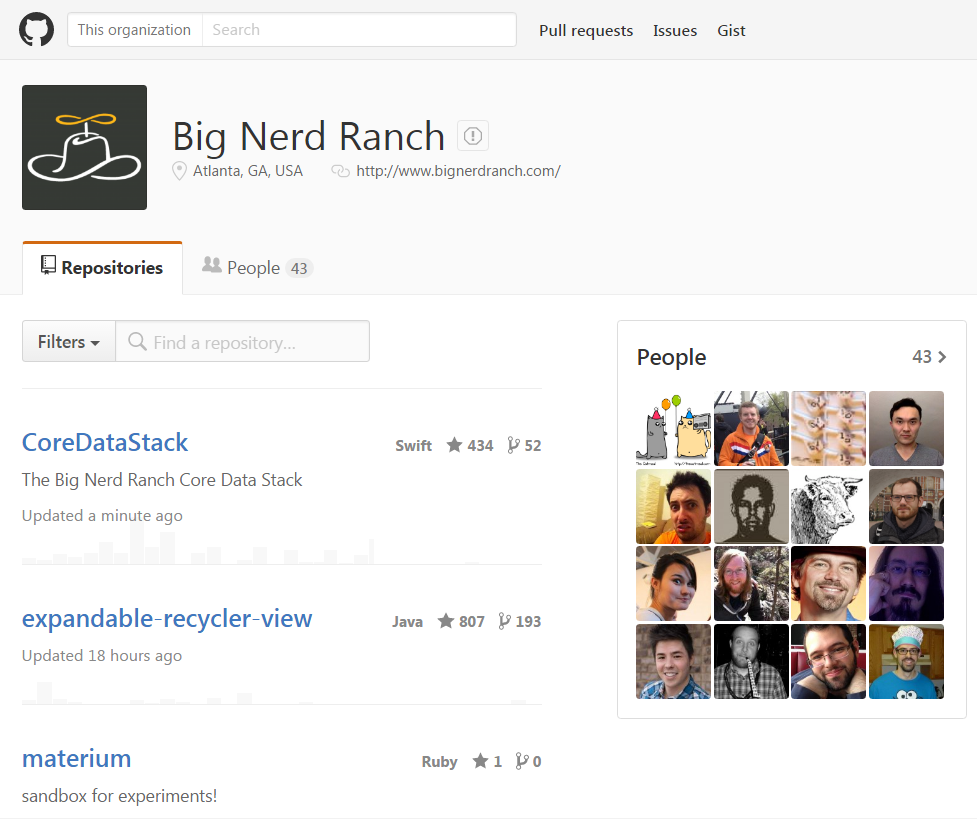 This organization Search Pull requests Issues Gist
Big Nerd Ranch
Atlanta, GA, USA http://www.bignerdranch.com/
Repositories People 43
Filters Find a repository...
People 43
CoreDataStack Swift 434 52
The Big Nerd Ranch Core Data Stack
Updated a minute ago
expandable-recycler-view Java 807 193
Updated 18 hours ago
materium Ruby 1 0
sandbox for experiments!